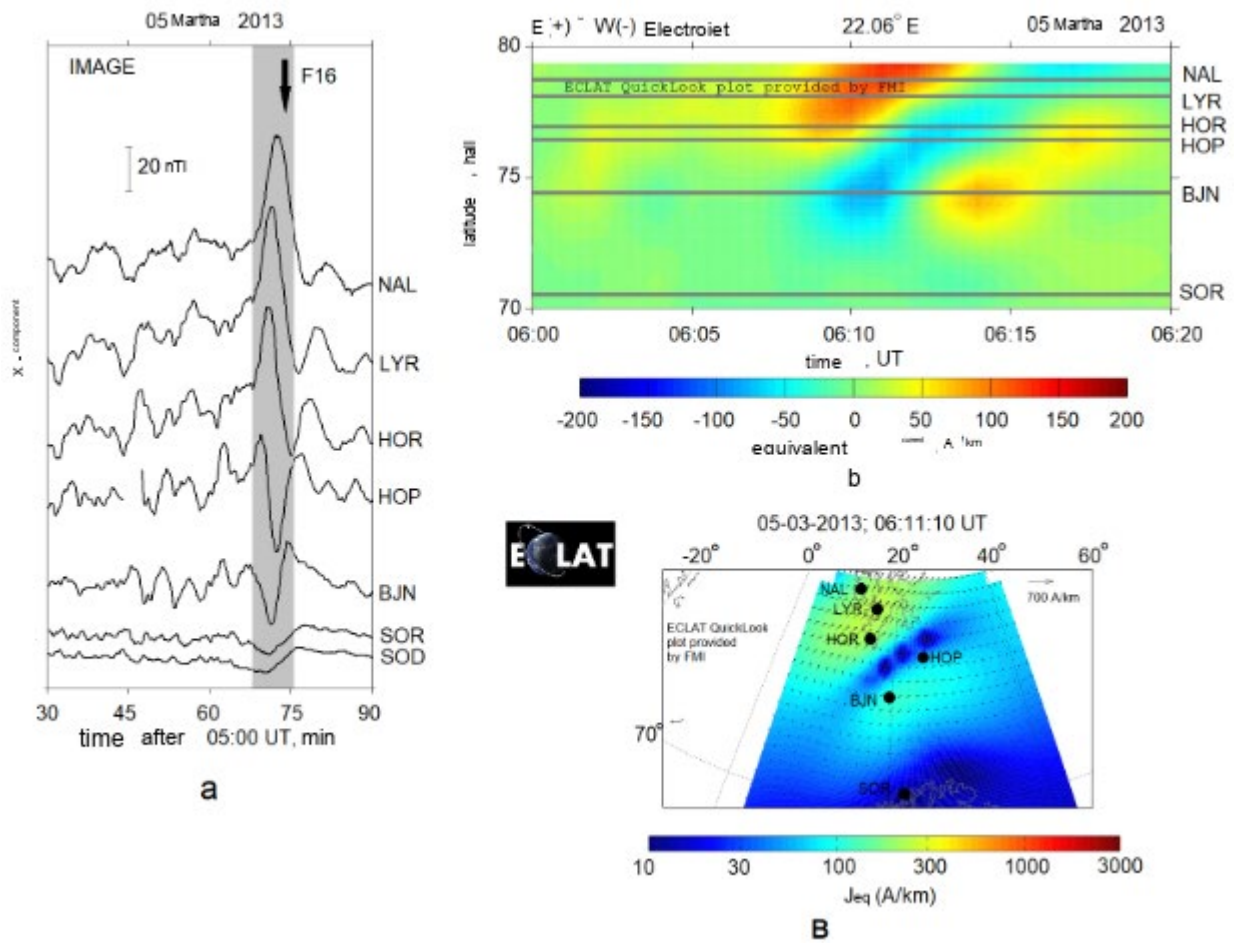 05 Martha 2013
IMAGE
F16
20 nTl
NAL
LYR
HOR
HOP
BJN
SOR
SOD
X - component
30 45 60 75 90
time after 05:00 UT, min
a
E (+) - W(-) Electroiet 22.06° E 05 Martha 2013
80
75
70
latitude , hall
ECLAT QuickLook plot provided by FMI
NAL
LYR
HOR
HOP
BJN
SOR
06:00 06:05 06:10 06:15 06:20
time , UT
-200 -150 -100 -50 0 50 100 150 200
equivalent
b
ECLAT
05-03-2013; 06:11:10 UT
-20° 0° 20° 40° 60°
700 A/km
NAL
LYR
HOR
HOP
BJN
SOR
ECLAT QuickLook
plot provided
by FMI
70°
10 30 100 300 1000 3000
Jeq (A/km)
B